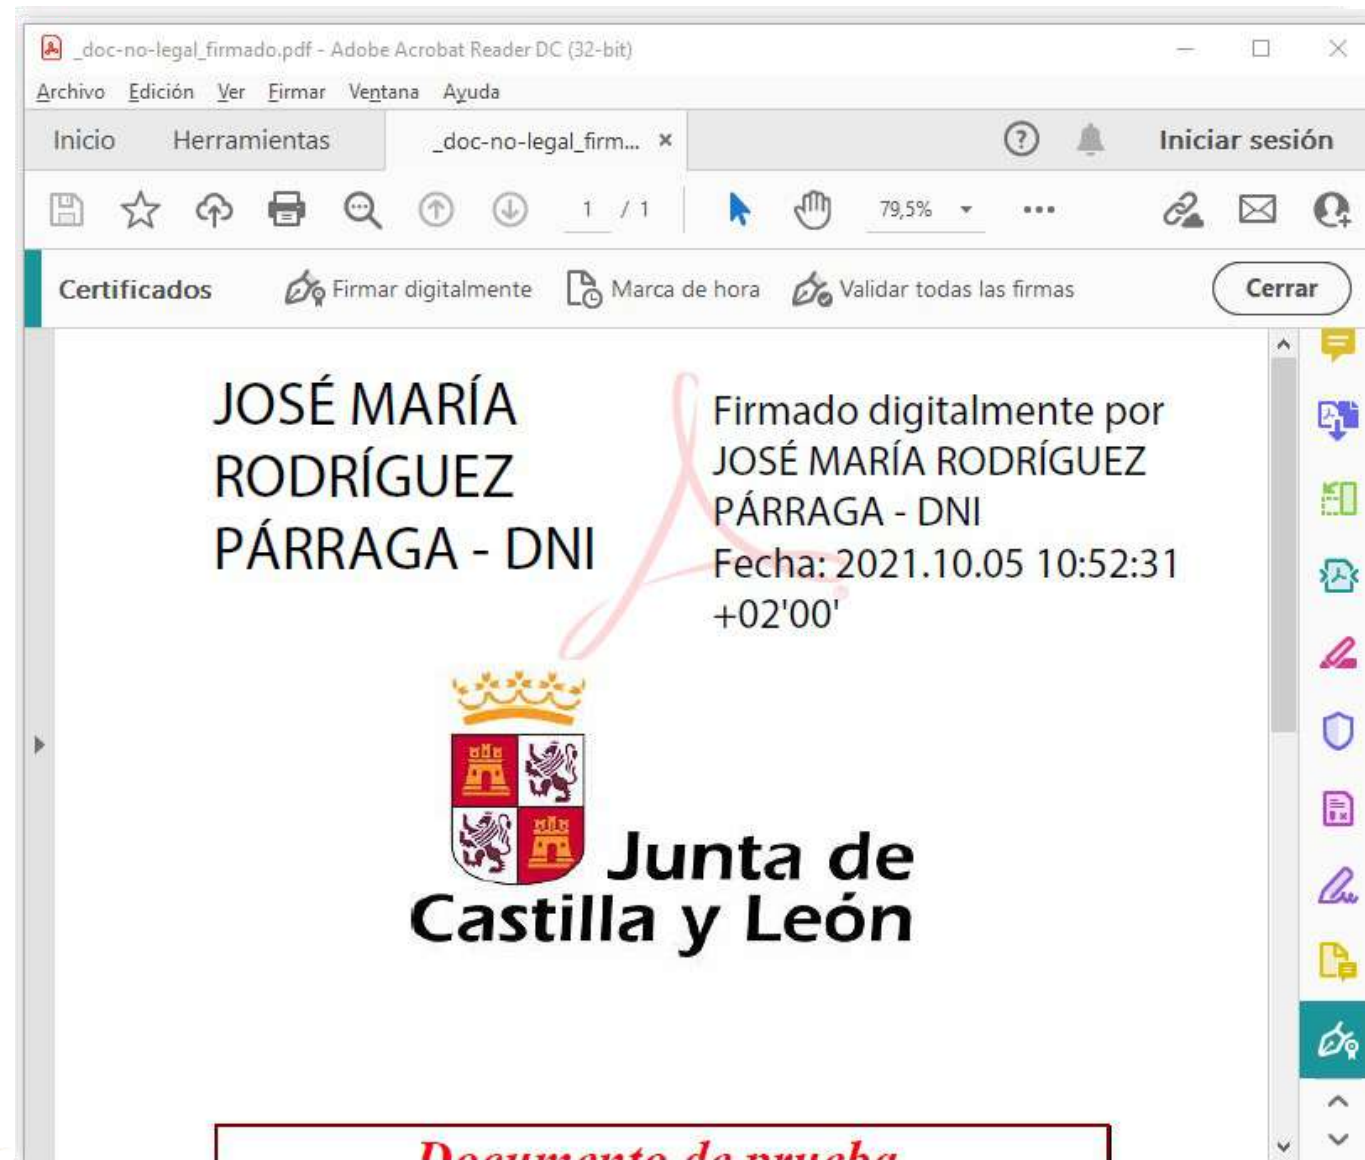 _doc-no-legal_firmado.pdf - Adobe Acrobat Reader DC (32-bit)
Archivo Edición Ver Firmar Ventana Ayuda
Inicio Herramientas _doc-no-legal_firm... × Iniciar sesión
1 / 1 79,5%
Certificados Firmar digitalmente Marca de hora Validar todas las firmas Cerrar
JOSÉ MARÍA
RODRÍGUEZ
PÁRRAGA - DNI
Firmado digitalmente por
JOSÉ MARÍA RODRÍGUEZ
PÁRRAGA - DNI
Fecha: 2021.10.05 10:52:31
+02'00'
Junta de
Castilla y León
Documento de prueba